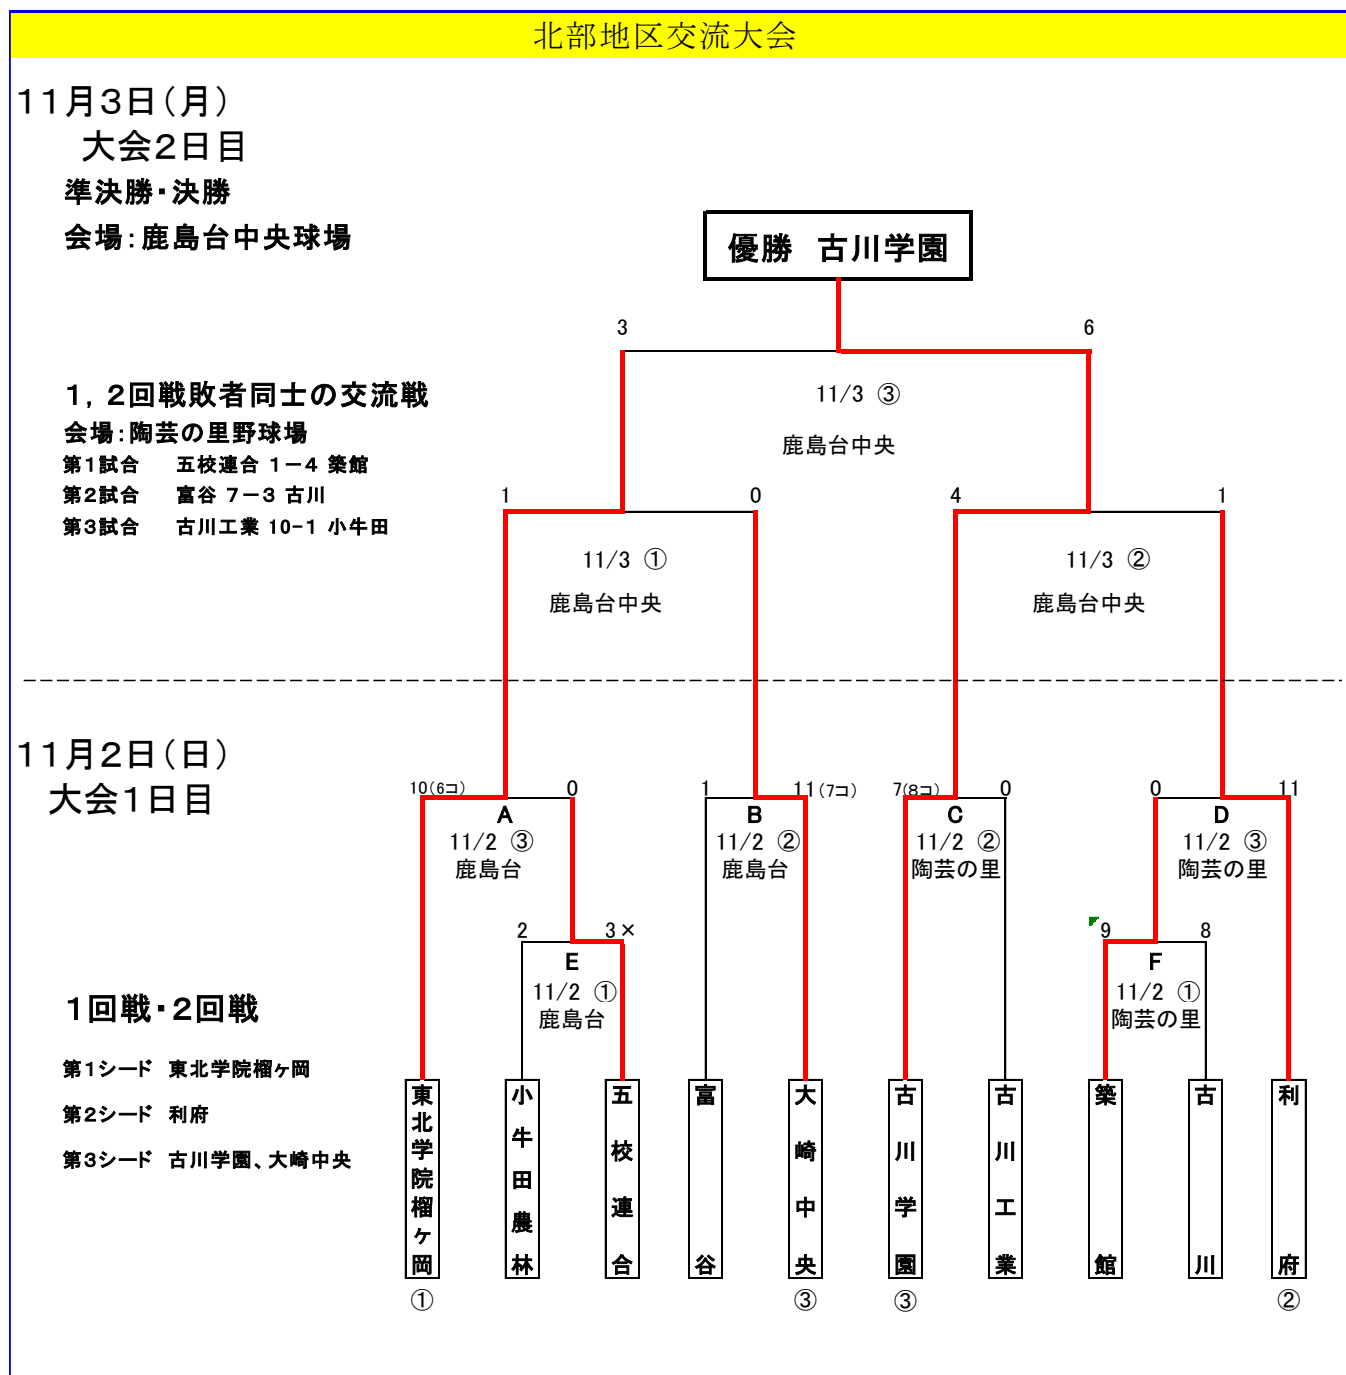 北部地区交流大会
11月3日(月)
大会2日目
準決勝・決勝
会場:鹿島台中央球場
優勝 古川学園
3 6
11/3 ③
鹿島台中央
1,2回戦敗者同士の交流戦
会場:陶芸の里野球場
第1試合 五校連合 1-4 築館
第2試合 富谷 7-3 古川
第3試合 古川工業 10-1 小牛田
1 0 4 1
11/3 ① 11/3 ②
鹿島台中央 鹿島台中央
11月2日(日)
大会1日目
10(6コ) 0 1 11(7コ) 7(8コ) 0 0 11
A B C D
11/2 ③ 11/2 ② 11/2 ② 11/2 ③
鹿島台 鹿島台 陶芸の里 陶芸の里
2 3× 9 8
E F
11/2 ① 11/2 ①
鹿島台 陶芸の里
1回戦・2回戦
第1シード 東北学院榴ヶ岡
第2シード 利府
第3シード 古川学園、大崎中央
東北学院榴ヶ岡
小牛田農林
五校連合
富谷
大崎中央
古川学園
古川工業
築館
古川
利府
① ③ ③ ②